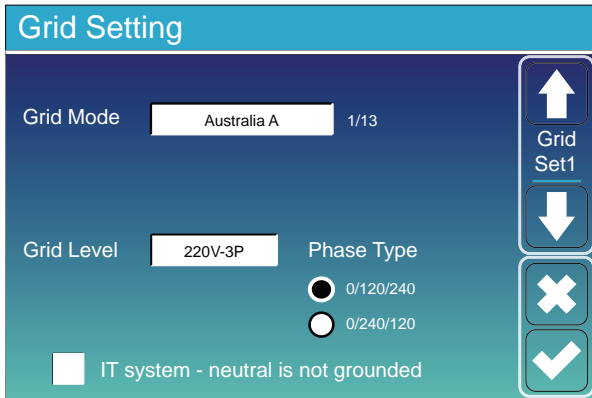 Grid Setting
Grid Mode
Australia A
1/13
Grid
Set1
Grid Level
220V-3P
Phase Type
0/120/240
0/240/120
IT system - neutral is not grounded